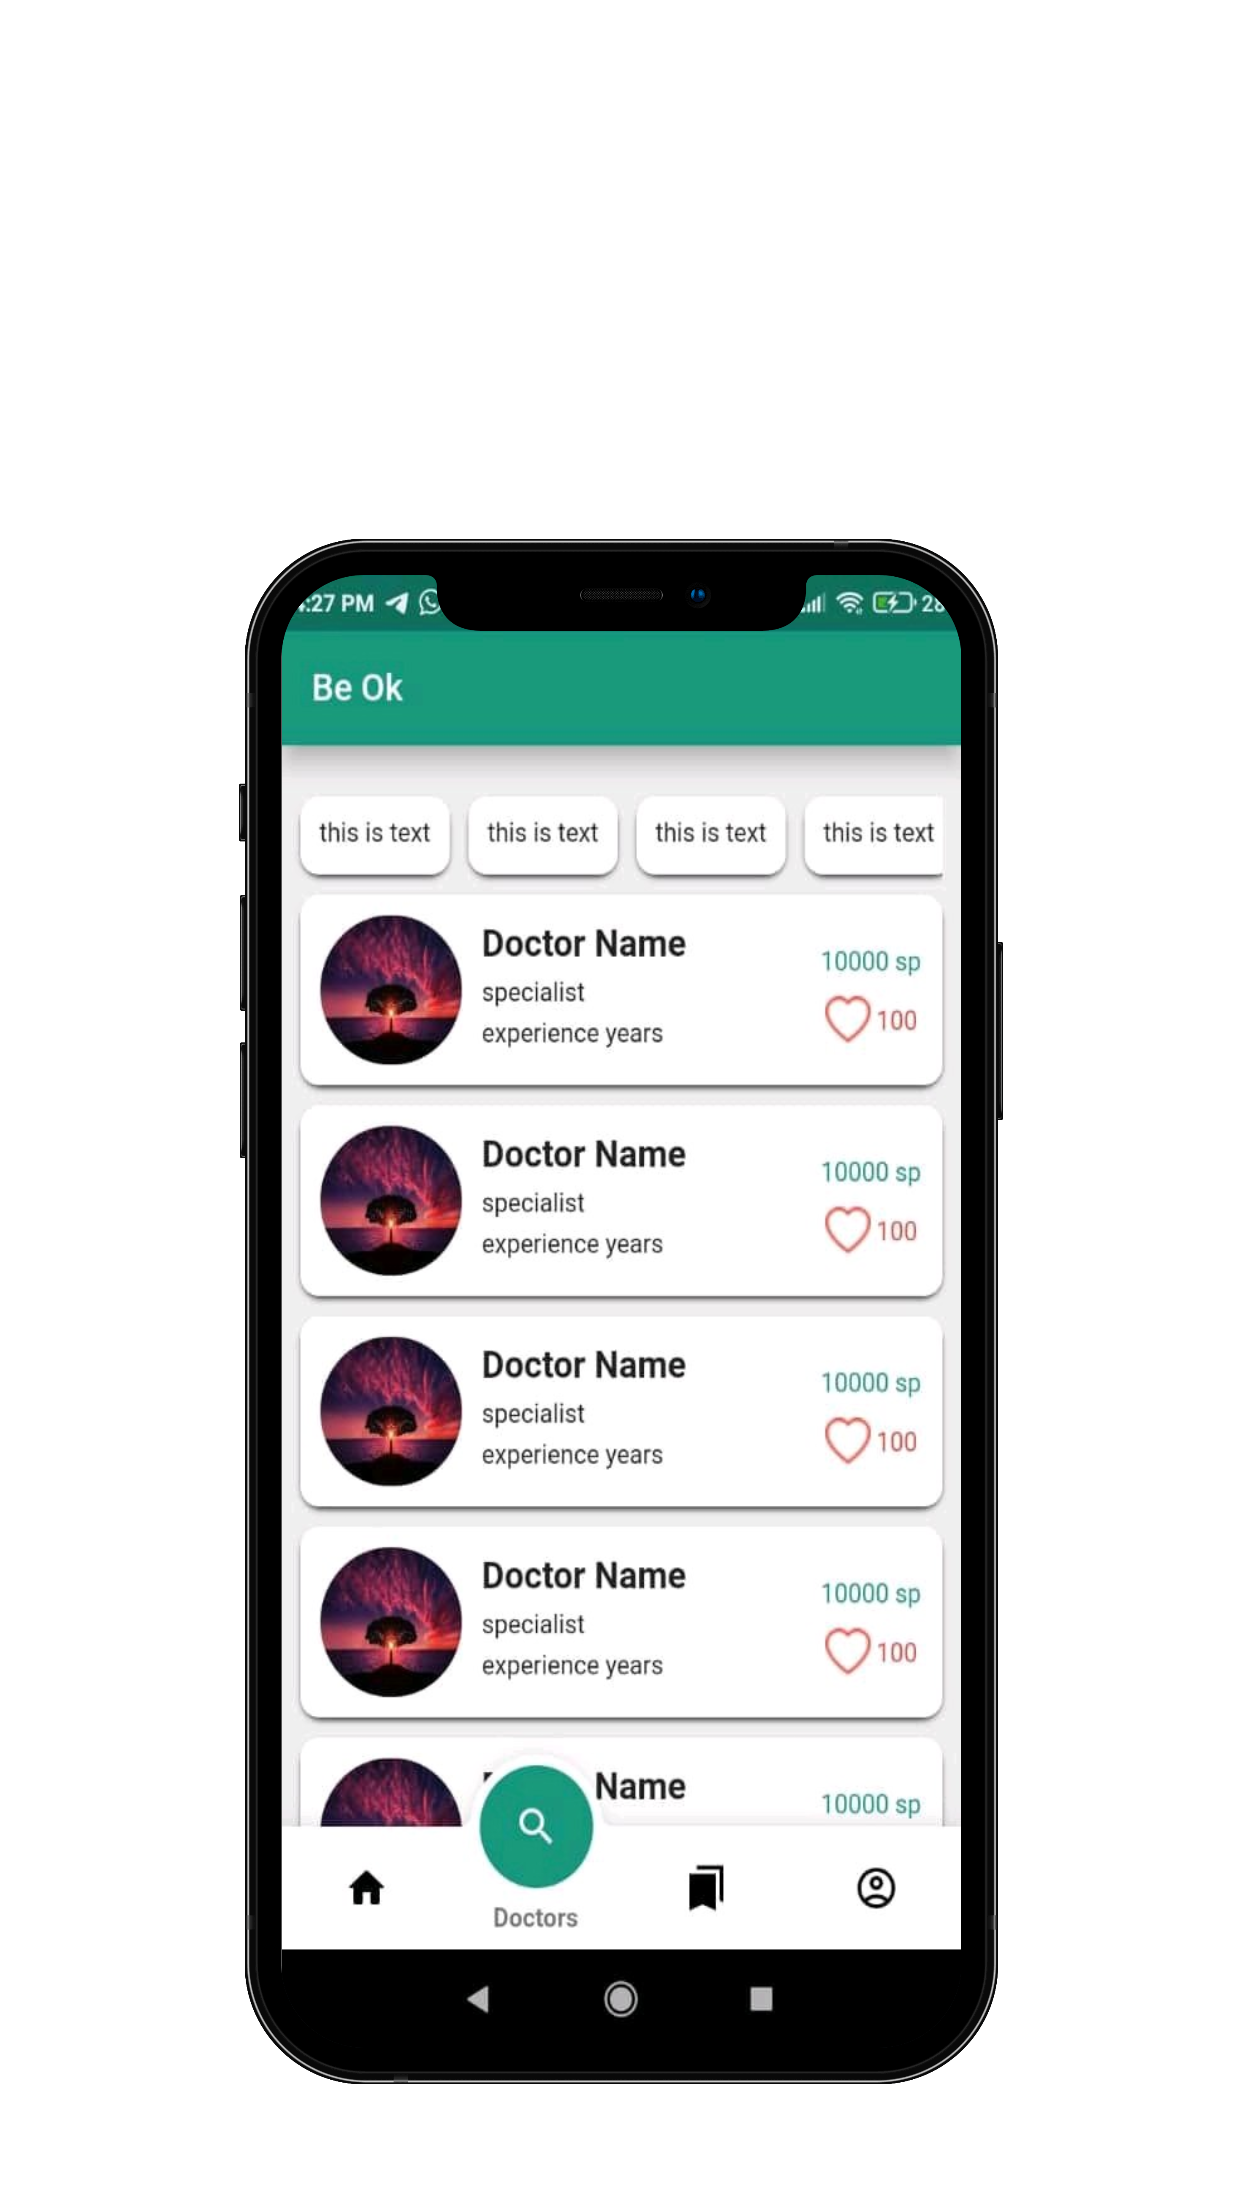 :27 PM
28
Be Ok
this is text this is text this is text this is text
Doctor Name
specialist
experience years
10000 sp
100
Doctor Name
specialist
experience years
10000 sp
100
Doctor Name
specialist
experience years
10000 sp
100
Doctor Name
specialist
experience years
10000 sp
100
Name
10000 sp
Doctors